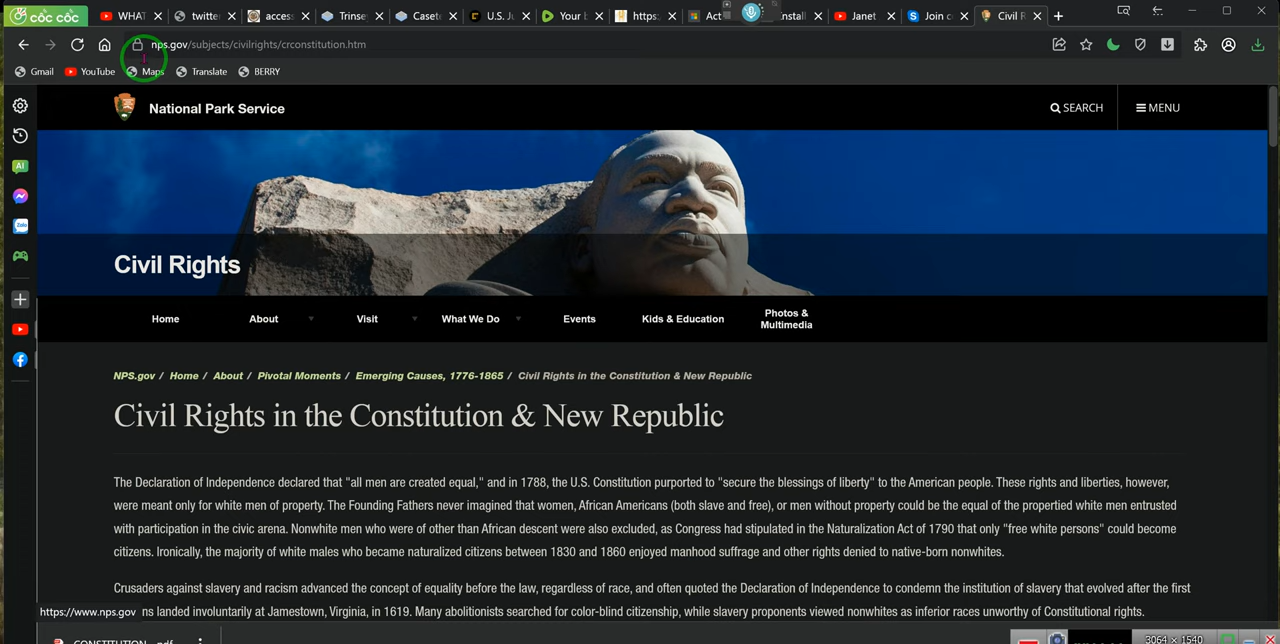 cốc cốc
WHAT
twitte
access
Trinse
Caset
U.S. Ju
Your b
https:
Act
nstall
Janet
Join c
Civil R
nps.gov/subjects/civilrights/crconstitution.htm
Gmail
YouTube
Maps
Translate
BERRY
AI
Zalo
National Park Service
SEARCH
MENU
Civil Rights
Home
About
Visit
What We Do
Events
Kids & Education
Photos &
Multimedia
NPS.gov / Home / About / Pivotal Moments / Emerging Causes, 1776-1865 / Civil Rights in the Constitution & New Republic
Civil Rights in the Constitution & New Republic
The Declaration of Independence declared that "all men are created equal," and in 1788, the U.S. Constitution purported to "secure the blessings of liberty" to the American people. These rights and liberties, however,
were meant only for white men of property. The Founding Fathers never imagined that women, African Americans (both slave and free), or men without property could be the equal of the propertied white men entrusted
with participation in the civic arena. Nonwhite men who were of other than African descent were also excluded, as Congress had stipulated in the Naturalization Act of 1790 that only "free white persons" could become
citizens. Ironically, the majority of white males who became naturalized citizens between 1830 and 1860 enjoyed manhood suffrage and other rights denied to native-born nonwhites.
Crusaders against slavery and racism advanced the concept of equality before the law, regardless of race, and often quoted the Declaration of Independence to condemn the institution of slavery that evolved after the first
https://www.nps.gov
ns landed involuntarily at Jamestown, Virginia, in 1619. Many abolitionists searched for color-blind citizenship, while slavery proponents viewed nonwhites as inferior races unworthy of Constitutional rights.
CONSTITUTION
.pdf
3064 × 1540